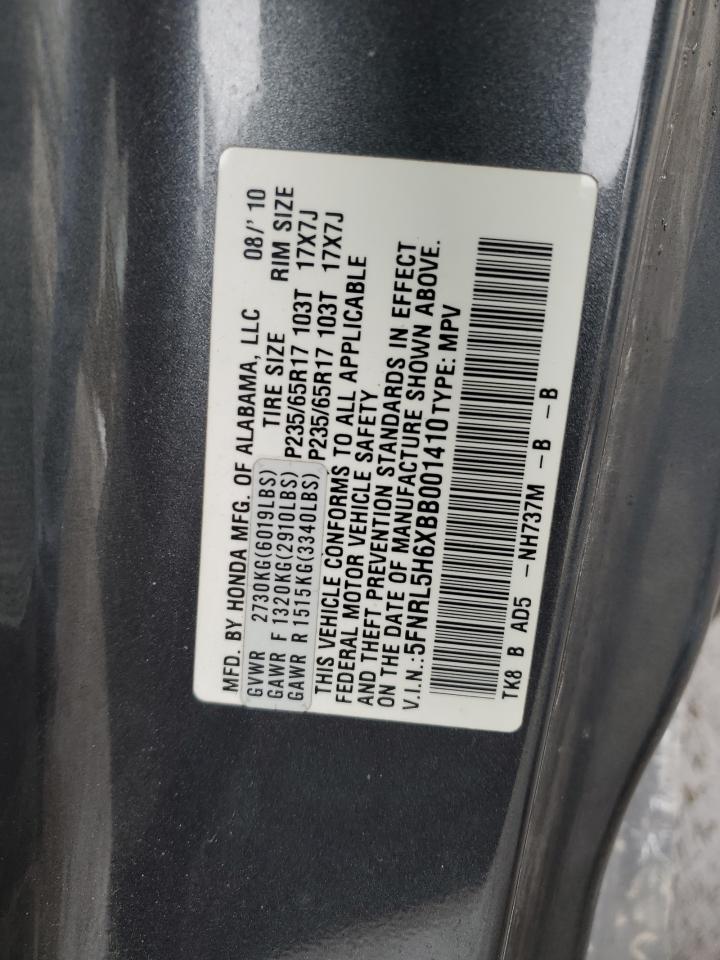 MFD. BY HONDA MFG. OF ALABAMA, LLC 08/'10
TIRE SIZE RIM SIZE
GVWR 2730KG(6019LBS)
GAWR F 1320KG(2910LBS) P235/65R17 103T 17X7J
GAWR R 1515KG(3340LBS) P235/65R17 103T 17X7J
THIS VEHICLE CONFORMS TO ALL APPLICABLE
FEDERAL MOTOR VEHICLE SAFETY
AND THEFT PREVENTION STANDARDS IN EFFECT
ON THE DATE OF MANUFACTURE SHOWN ABOVE.
V.I.N.:5FNRL5H6XBB001410 TYPE: MPV
TK8 B AD5 -NH737M -B -B